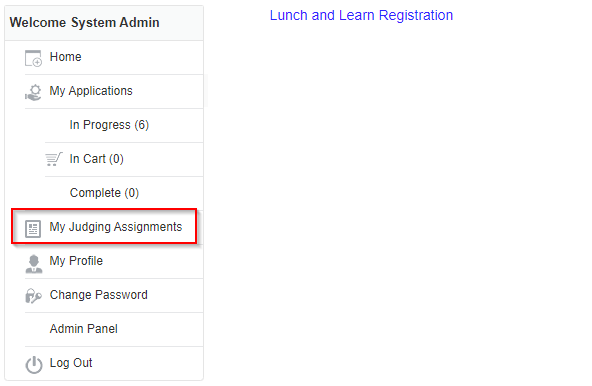 Welcome System Admin
Home
My Applications
In Progress (6)
In Cart (0)
Complete (0)
My Judging Assignments
My Profile
Change Password
Admin Panel
Log Out
Lunch and Learn Registration